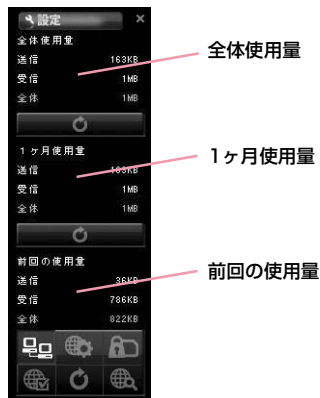 設定 ×
全体使用量
送信 163KB
受信 1MB
全体 1MB
1ヶ月使用量
送信 163KB
受信 1MB
全体 1MB
前回の使用量
送信 36KB
受信 786KB
全体 822KB
全体使用量
1ヶ月使用量
前回の使用量